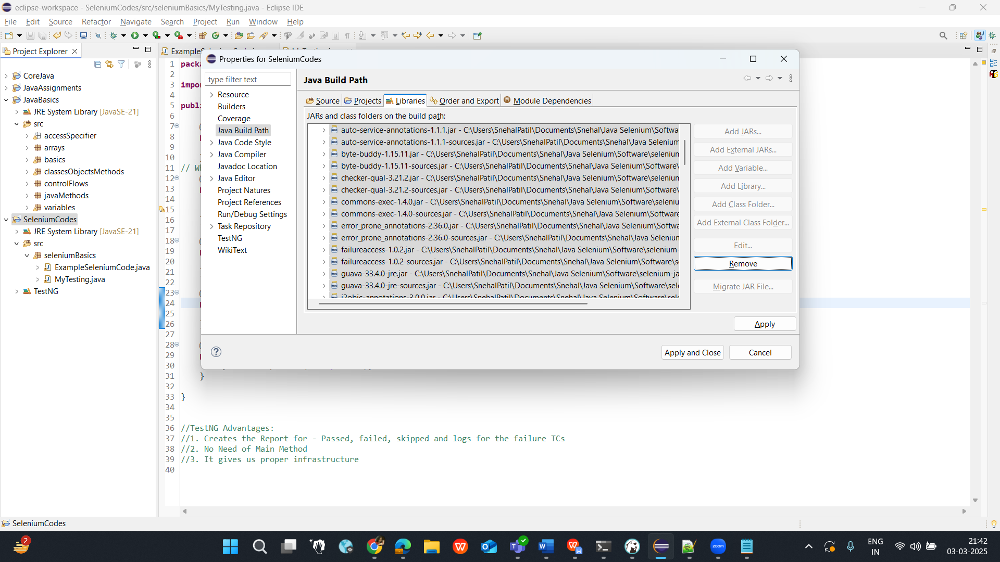 eclipse-workspace - SeleniumCodes/src/seleniumBasics/MyTesting.java - Eclipse IDE
File Edit Source Refactor Navigate Search Project Run Window Help
Project Explorer
CoreJava
JavaAssignments
JavaBasics
JRE System Library [JavaSE-21]
src
accessSpecifier
arrays
basics
classesObjectsMethods
controlFlows
javaMethods
variables
SeleniumCodes
JRE System Library [JavaSE-21]
src
seleniumBasics
ExampleSeleniumCode.java
MyTesting.java
TestNG
1
2
3
4
5
6
7
8
9
10
11 //
12
13
14
15
16
17
18
19
20
21
22
23
24
25
26
27
28
29
30
31 }
32
33 }
34
35
36 //TestNG Advantages:
37 //1. Creates the Report for - Passed, failed, skipped and logs for the failure TCs
38 //2. No Need of Main Method
39 //3. It gives us proper infrastructure
40
Properties for SeleniumCodes
type filter text
Resource
Builders
Coverage
Java Build Path
Java Code Style
Java Compiler
Javadoc Location
Java Editor
Project Natures
Project References
Run/Debug Settings
Task Repository
TestNG
WikiText
Java Build Path
Source Projects Libraries Order and Export Module Dependencies
JARs and class folders on the build path:
auto-service-annotations-1.1.1.jar - C:\Users\SnehalPatil\Documents\Snehal\Java Selenium\Softwa
auto-service-annotations-1.1.1-sources.jar - C:\Users\SnehalPatil\Documents\Snehal\Java Selenium
byte-buddy-1.15.11.jar - C:\Users\SnehalPatil\Documents\Snehal\Java Selenium\Software\selenium
byte-buddy-1.15.11-sources.jar - C:\Users\SnehalPatil\Documents\Snehal\Java Selenium\Software\
checker-qual-3.21.2.jar - C:\Users\SnehalPatil\Documents\Snehal\Java Selenium\Software\selenium
checker-qual-3.21.2-sources.jar - C:\Users\SnehalPatil\Documents\Snehal\Java Selenium\Software\
commons-exec-1.4.0.jar - C:\Users\SnehalPatil\Documents\Snehal\Java Selenium\Software\seleniu
commons-exec-1.4.0-sources.jar - C:\Users\SnehalPatil\Documents\Snehal\Java Selenium\Software
error_prone_annotations-2.36.0.jar - C:\Users\SnehalPatil\Documents\Snehal\Java Selenium\Softwa
error_prone_annotations-2.36.0-sources.jar - C:\Users\SnehalPatil\Documents\Snehal\Java Selenium
failureaccess-1.0.2.jar - C:\Users\SnehalPatil\Documents\Snehal\Java Selenium\Software\selenium-
failureaccess-1.0.2-sources.jar - C:\Users\SnehalPatil\Documents\Snehal\Java Selenium\Software\s
guava-33.4.0-jre.jar - C:\Users\SnehalPatil\Documents\Snehal\Java Selenium\Software\selenium-ja
guava-33.4.0-jre-sources.jar - C:\Users\SnehalPatil\Documents\Snehal\Java Selenium\Software\sele
j2objc-annotations-3.0.0.jar - C:\Users\SnehalPatil\Documents\Snehal\Java Selenium\Software\sele
Add JARs...
Add External JARs...
Add Variable...
Add Library...
Add Class Folder...
Add External Class Folder...
Edit...
Remove
Migrate JAR File...
Apply
Apply and Close Cancel
SeleniumCodes
2
zoom
ENG
IN
21:42
03-03-2025